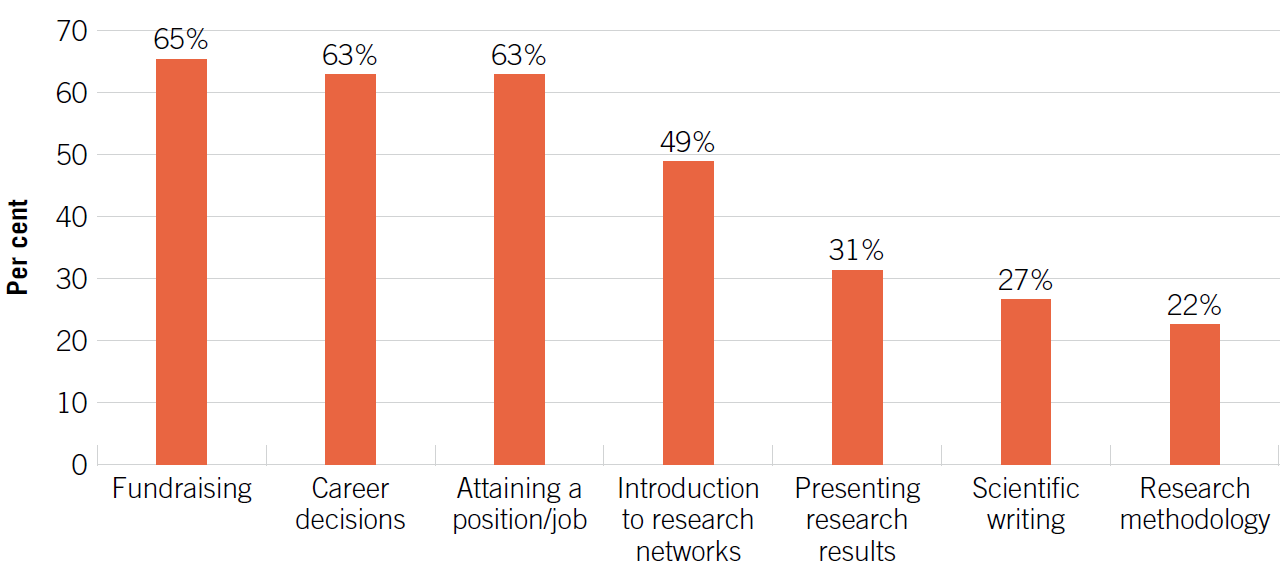 70
60
50
40
30
20
10
0
Per cent
65%
63%
63%
49%
31%
27%
22%
Fundraising
Career
decisions
Attaining a
position/job
Introduction
to research
networks
Presenting
research
results
Scientific
writing
Research
methodology